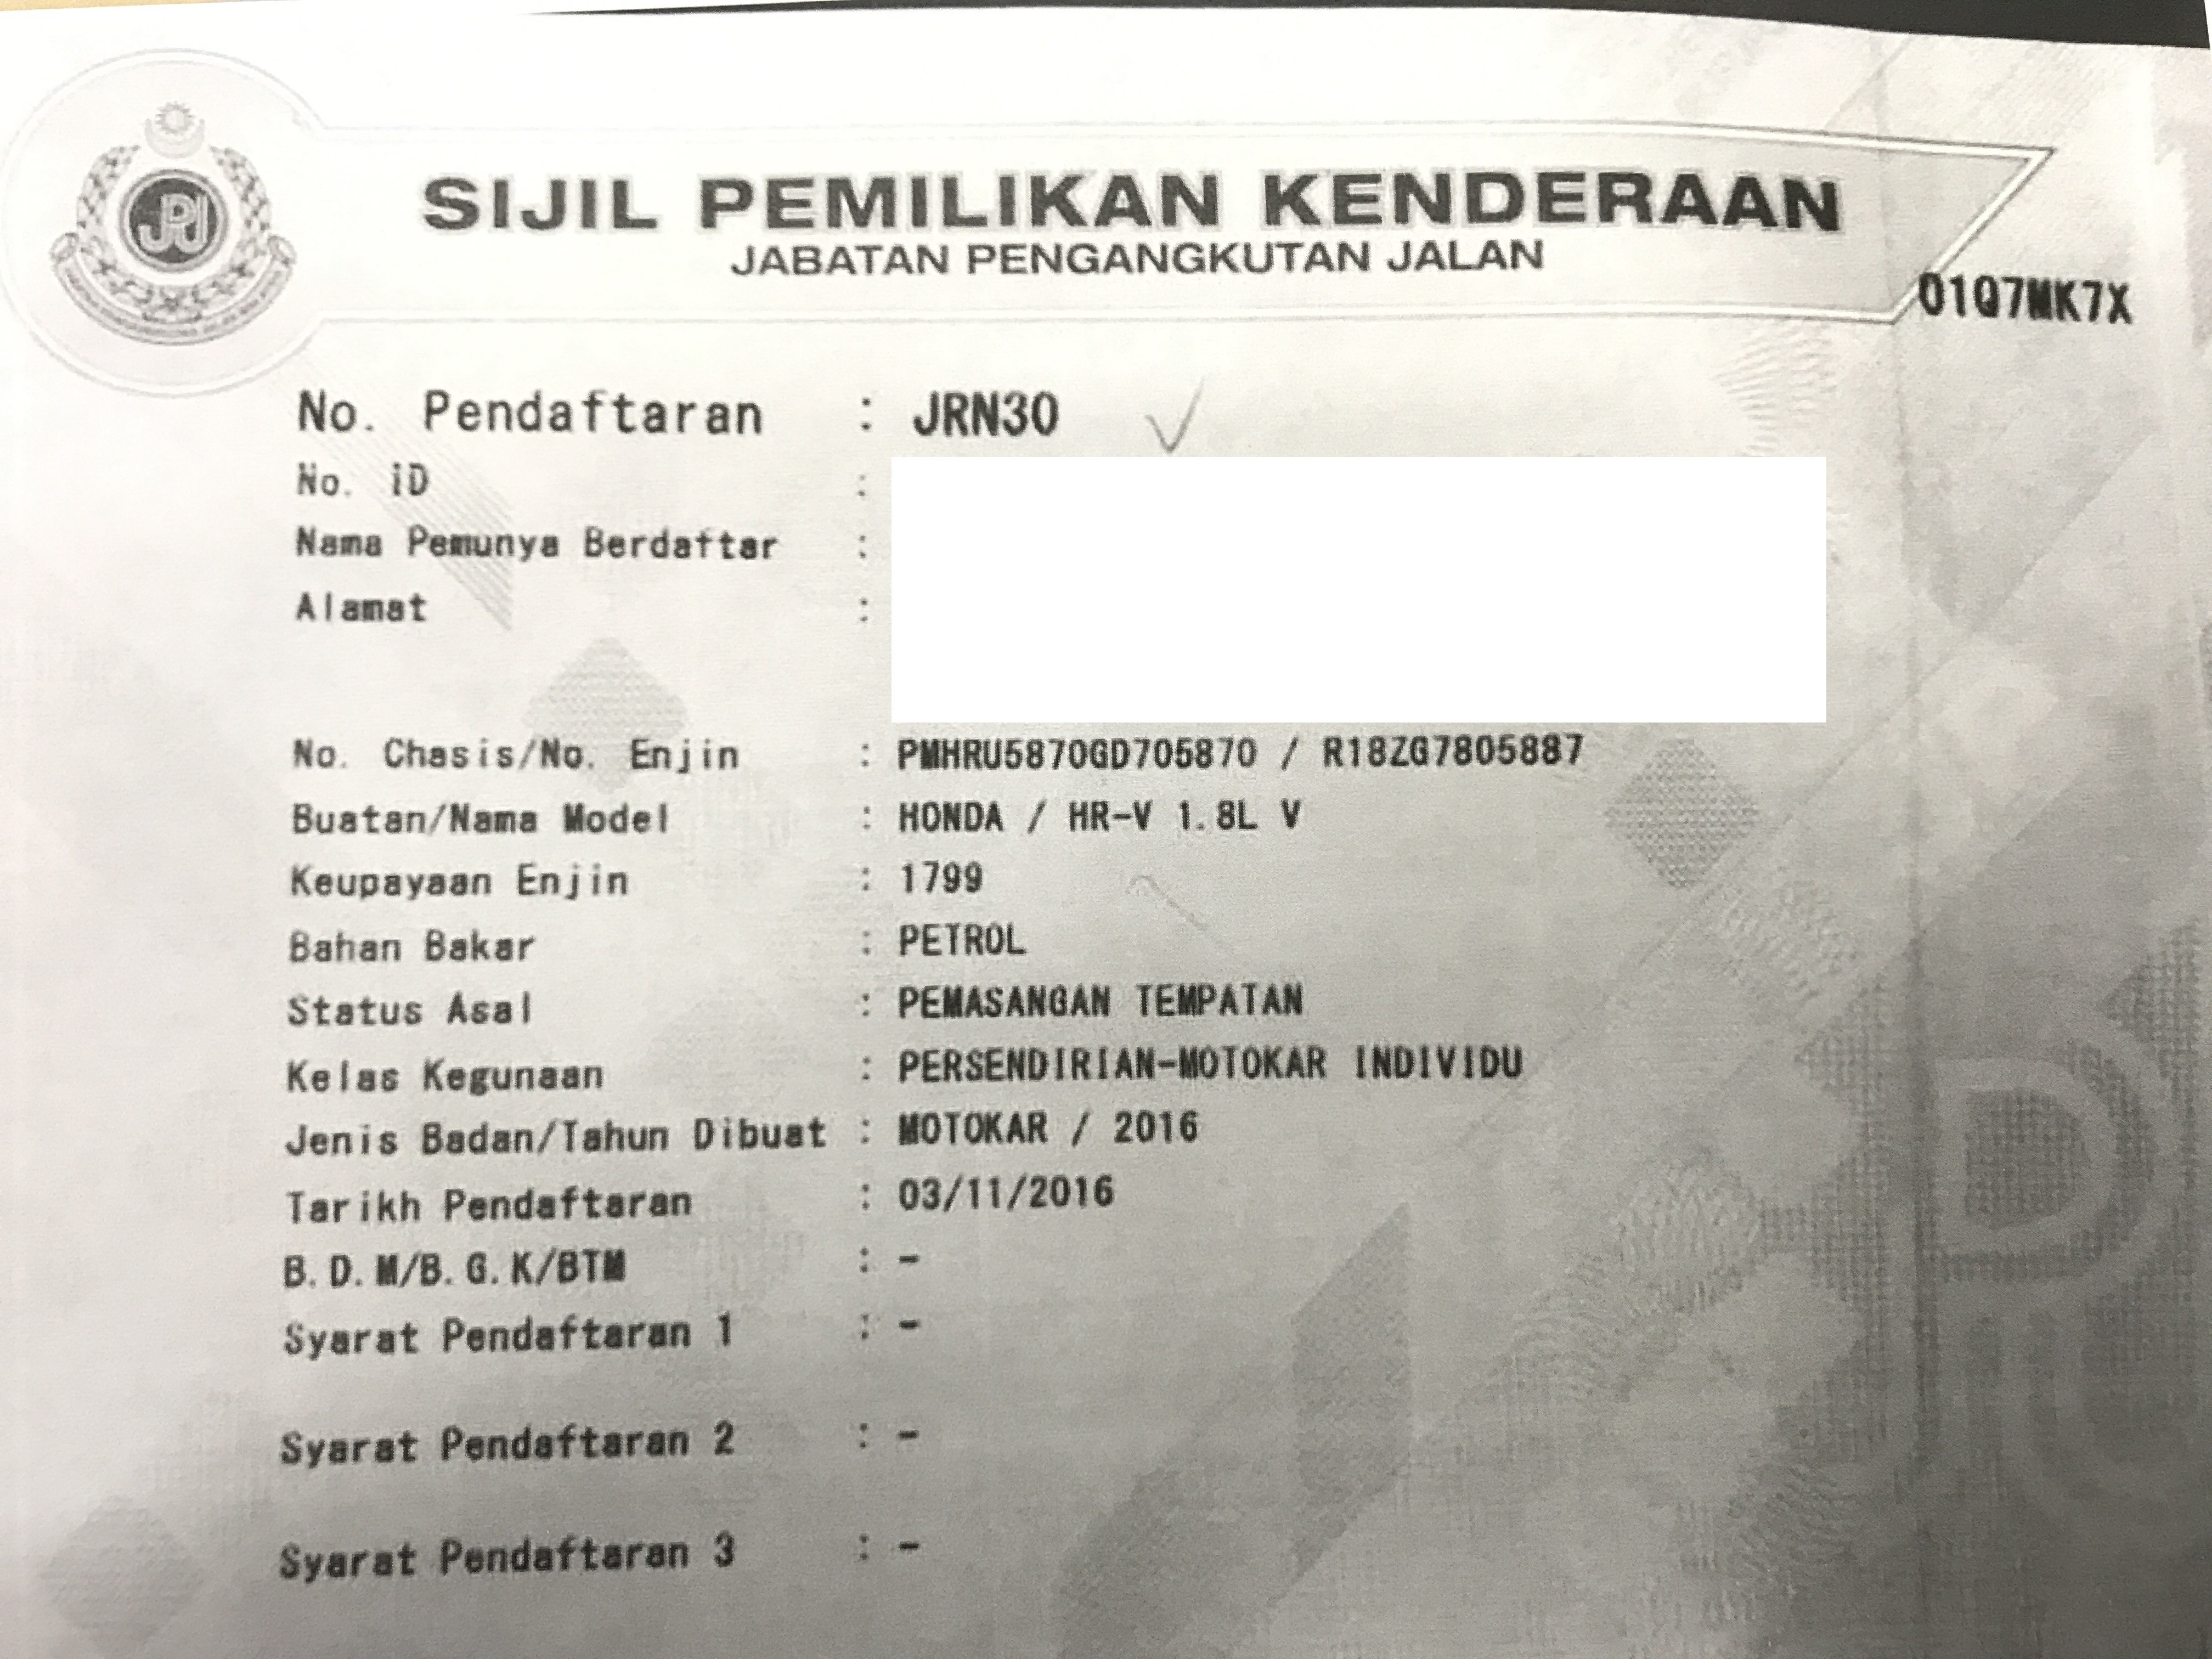 JPJ
SIJIL PEMILIKAN KENDERAAN
JABATAN PENGANGKUTAN JALAN
01Q7MK7X
No. Pendaftaran : JRN30
No. iD :
Nama Pemunya Berdaftar :
Alamat :
No. Chasis/No. Enjin : PMHRU5870GD705870 / R18ZG7805887
Buatan/Nama Model : HONDA / HR-V 1.8L V
Keupayaan Enjin : 1799
Bahan Bakar : PETROL
Status Asal : PEMASANGAN TEMPATAN
Kelas Kegunaan : PERSENDIRIAN-MOTOKAR INDIVIDU
Jenis Badan/Tahun Dibuat : MOTOKAR / 2016
Tarikh Pendaftaran : 03/11/2016
B.D.M/B.G.K/BTM : -
Syarat Pendaftaran 1 : -
Syarat Pendaftaran 2 : -
Syarat Pendaftaran 3 : -